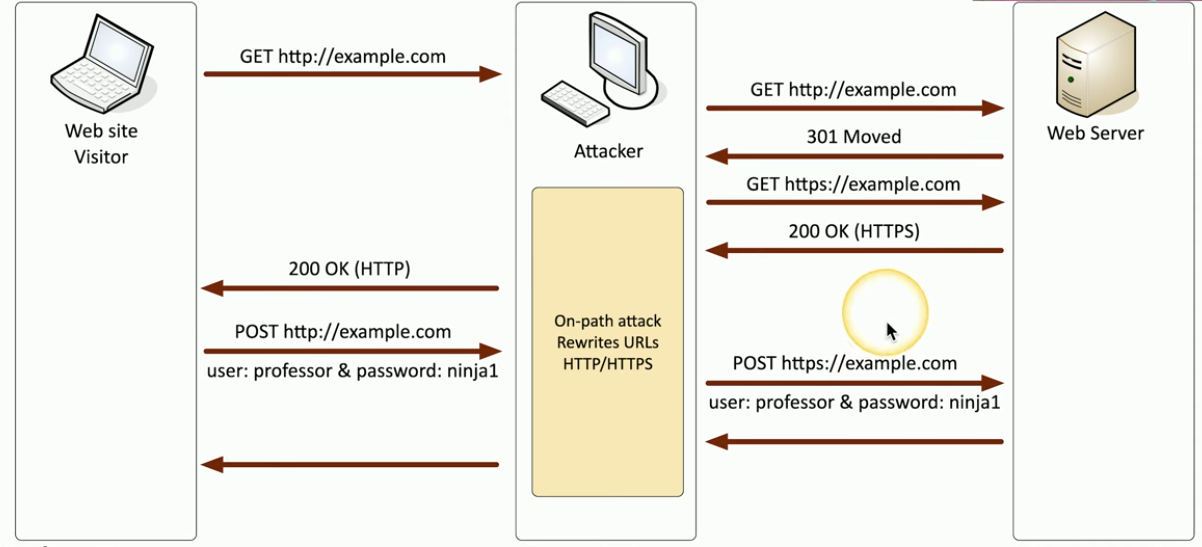 GET http://example.com
Web site
Visitor
Attacker
GET http://example.com
Web Server
301 Moved
GET https://example.com
200 OK (HTTPS)
200 OK (HTTP)
On-path attack
Rewrites URLs
HTTP/HTTPS
POST http://example.com
user: professor & password: ninja1
POST https://example.com
user: professor & password: ninja1